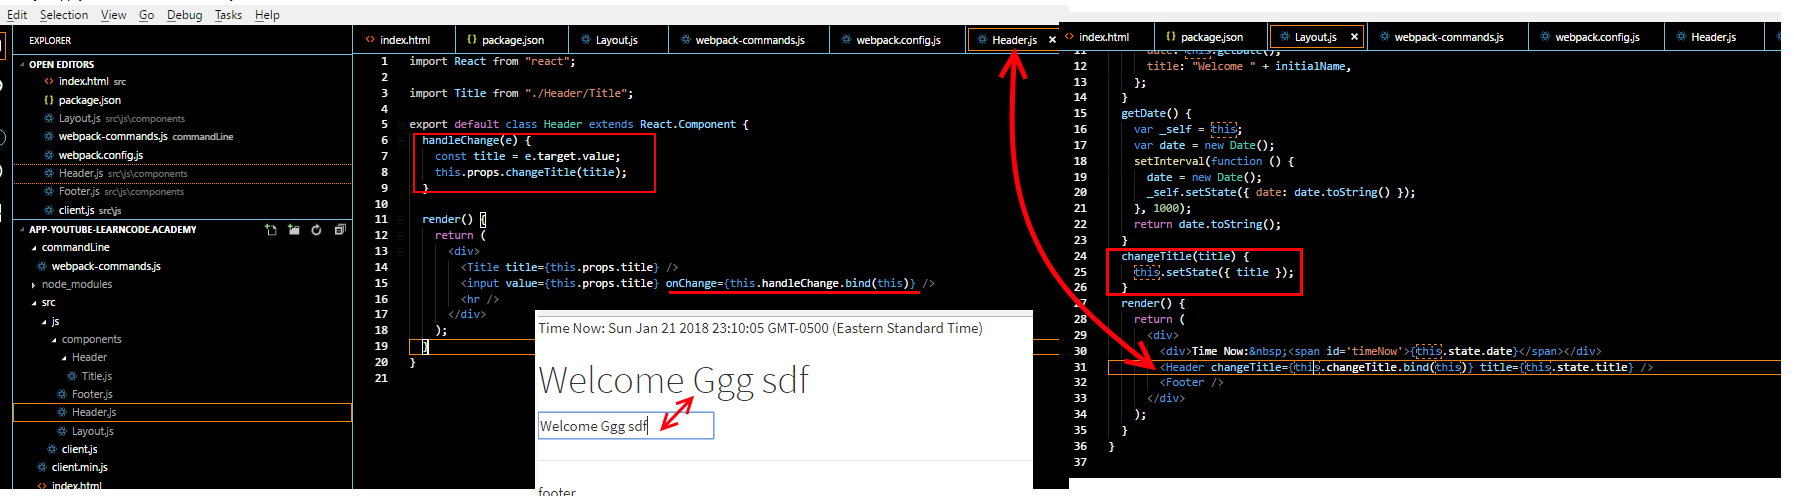 Edit Selection View Go Debug Tasks Help
EXPLORER
OPEN EDITORS
index.html src
package.json
Layout.js src\js\components
webpack-commands.js commandLine
webpack.config.js
Header.js src\js\components
Footer.js src\js\components
client.js src\js
APP-YOUTUBE-LEARNCODE.ACADEMY
commandLine
webpack-commands.js
node_modules
src
js
components
Header
Title.js
Footer.js
Header.js
Layout.js
client.js
client.min.js
index.html
index.html package.json Layout.js webpack-commands.js webpack.config.js Header.js
1 import React from "react";
2
3 import Title from "./Header/Title";
4
5 export default class Header extends React.Component {
6 handleChange(e) {
7 const title = e.target.value;
8 this.props.changeTitle(title);
9 }
10
11 render() {
12 return (
13 <div>
14 <Title title={this.props.title} />
15 <input value={this.props.title} onChange={this.handleChange.bind(this)} />
16 <hr />
17 </div>
18 );
19 }
20 }
21
Time Now: Sun Jan 21 2018 23:10:05 GMT-0500 (Eastern Standard Time)
Welcome Ggg sdf
Welcome Ggg sdf
footer
index.html package.json Layout.js webpack-commands.js webpack.config.js Header.js
11 date: this.getDate(),
12 title: "Welcome " + initialName,
13 };
14 }
15 getDate() {
16 var _self = this;
17 var date = new Date();
18 setInterval(function () {
19 date = new Date();
20 _self.setState({ date: date.toString() });
21 }, 1000);
22 return date.toString();
23 }
24 changeTitle(title) {
25 this.setState({ title });
26 }
27 render() {
28 return (
29 <div>
30 <div>Time Now:&nbsp;<span id='timeNow'>{this.state.date}</span></div>
31 <Header changeTitle={this.changeTitle.bind(this)} title={this.state.title} />
32 <Footer />
33 </div>
34 );
35 }
36 }
37